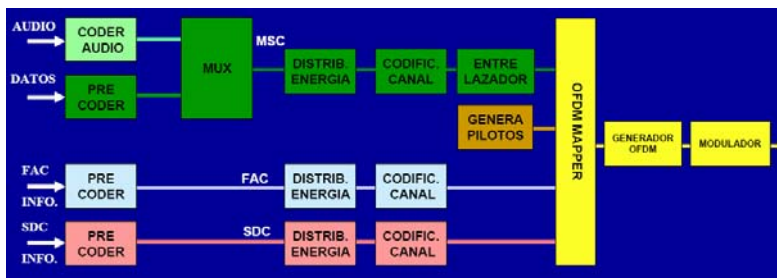 AUDIO
CODER
AUDIO
DATOS
PRE
CODER
MUX
MSC
DISTRIB.
ENERGIA
CODIFIC.
CANAL
ENTRE
LAZADOR
GENERA
PILOTOS
OFDM MAPPER
GENERADOR
OFDM
MODULADOR
FAC
INFO.
PRE
CODER
FAC
DISTRIB.
ENERGIA
CODIFIC.
CANAL
SDC
INFO.
PRE
CODER
SDC
DISTRIB.
ENERGIA
CODIFIC.
CANAL